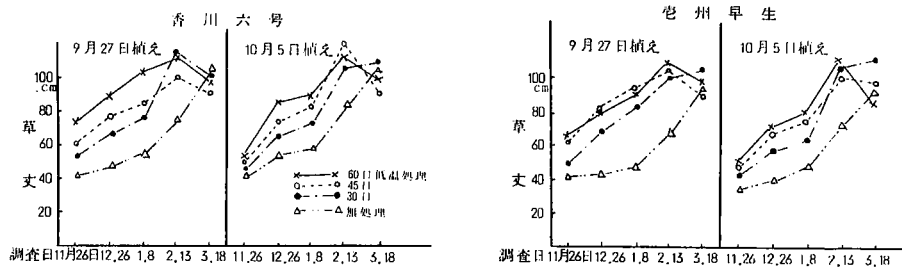 香川六号
9月27日植え
10月5日植え
100
cm
80
草
60
丈
40
20
60日低温処理
45日
30日
無処理
調査日 11月26日 12.26 1.8 2.15 3.18
11.26 12.26 1.8 2.15 3.18
壱州早生
9月27日植え
10月5日植え
100
cm
80
草
60
丈
40
20
調査日 11月26日 12.26 1.8 2.15 3.18
11.26 12.26 1.8 2.15 3.18